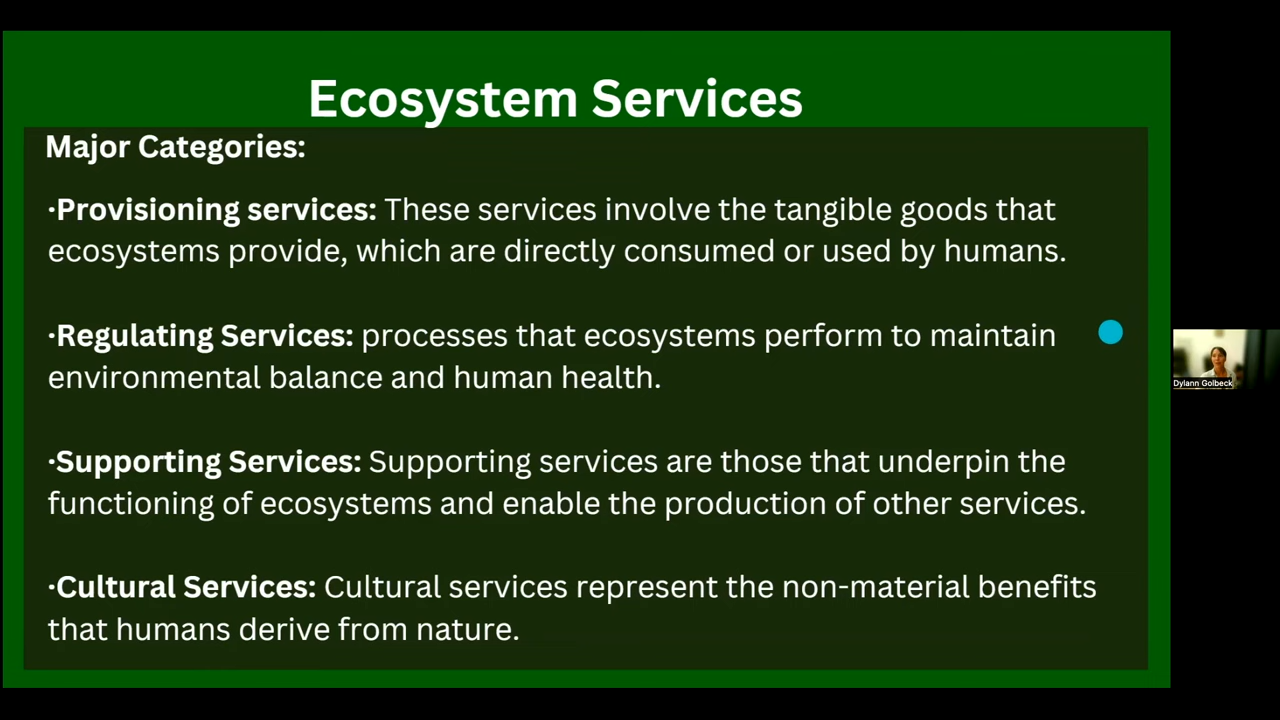 Ecosystem Services
Major Categories:
·Provisioning services: These services involve the tangible goods that
ecosystems provide, which are directly consumed or used by humans.
·Regulating Services: processes that ecosystems perform to maintain
environmental balance and human health.
Dylann Golbeck
·Supporting Services: Supporting services are those that underpin the
functioning of ecosystems and enable the production of other services.
·Cultural Services: Cultural services represent the non-material benefits
that humans derive from nature.